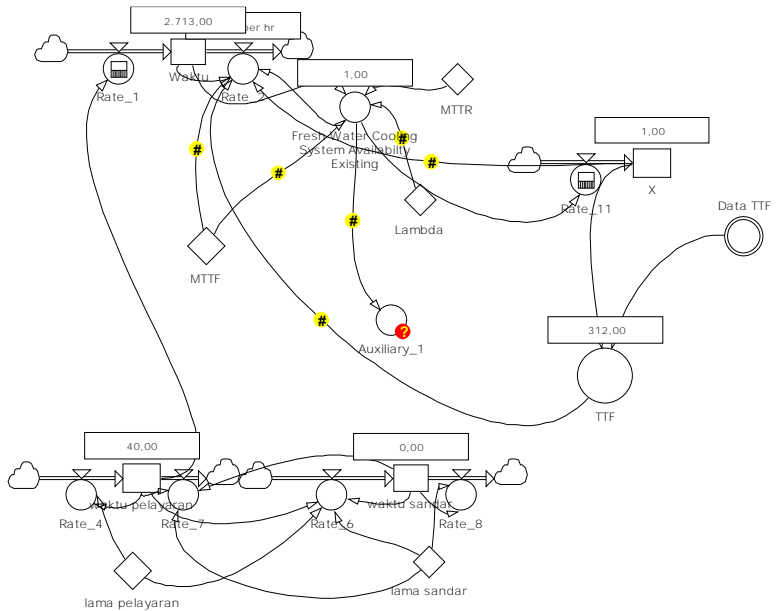 2.713,00
per hr
Waktu
Rate_1
Rate_2
1,00
MTTR
Fresh Water Cooling
System Availabilty
Existing
#
#
#
#
#
#
1,00
X
Rate_11
Lambda
Data TTF
MTTF
?
Auxiliary_1
312,00
TTF
40,00
0,00
waktu pelayaran
waktu sandar
Rate_4
Rate_7
Rate_6
Rate_8
lama pelayaran
lama sandar